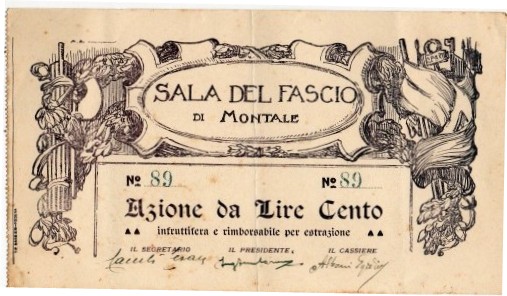 SALA DEL FASCIO
DI MONTALE
No 89 No 89
Azione da Lire Cento
infruttifera e rimborsabile per estrazione
IL SEGRETARIO IL PRESIDENTE, IL CASSIERE